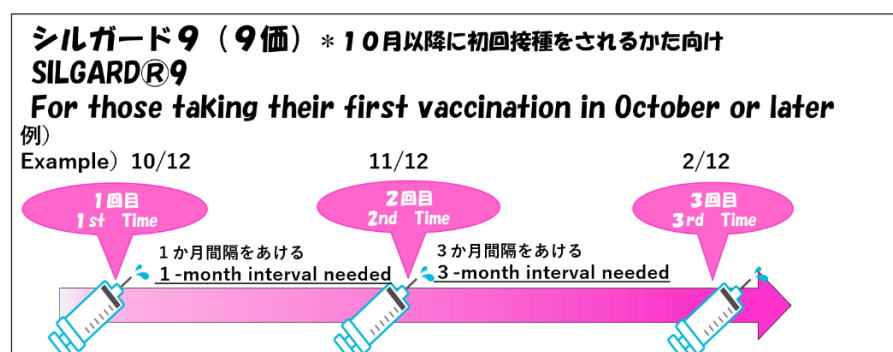 シルガード9（9価）＊10月以降に初回接種をされるかた向け
SILGARD®9
For those taking their first vaccination in October or later
例）
Example）10/12 11/12 2/12
1回目 2回目 3回目
1st Time 2nd Time 3rd Time
1か月間隔をあける 3か月間隔をあける
1-month interval needed 3-month interval needed